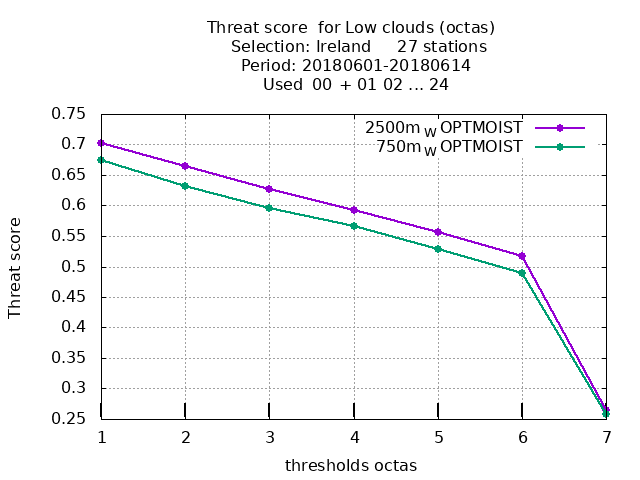 Threat score  for Low clouds (octas)
Selection: Ireland     27 stations
Period: 20180601-20180614
Used  00  + 01 02 ... 24
2500m W OPTMOIST
750m W OPTMOIST
0.75
0.7
0.65
0.6
0.55
0.5
0.45
0.4
0.35
0.3
0.25
Threat score
1 2 3 4 5 6 7
thresholds octas